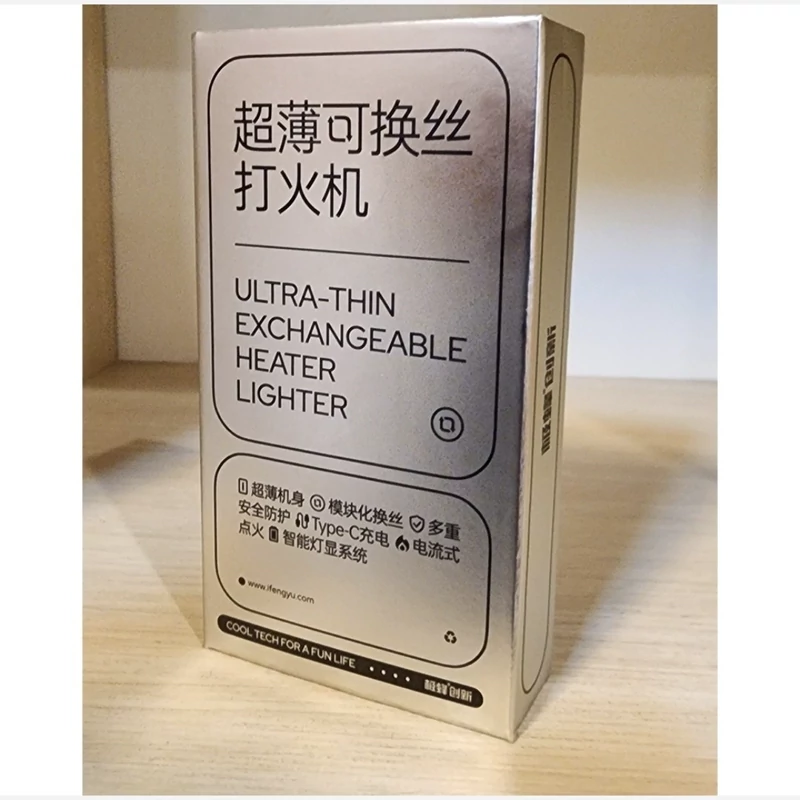 超薄可换丝
打火机
ULTRA-THIN
EXCHANGEABLE
HEATER
LIGHTER
超薄机身 模块化换丝 多重
安全防护 Type-C充电 电流式
点火 智能灯显系统
www.ifengyu.com
COOL TECH FOR A FUN LIFE
极蜂创新